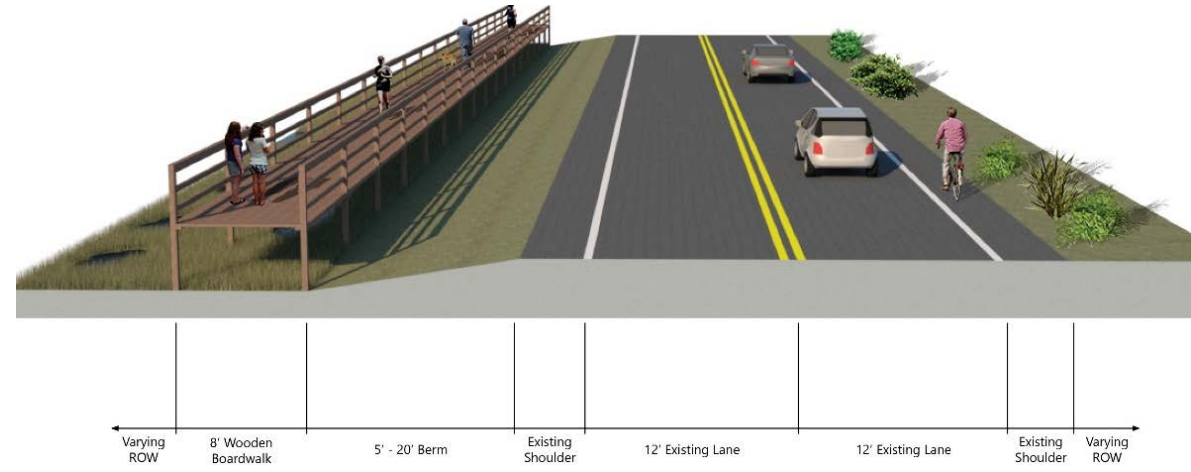 Varying
ROW
8' Wooden
Boardwalk
5' - 20' Berm
Existing
Shoulder
12' Existing Lane
12' Existing Lane
Existing
Shoulder
Varying
ROW